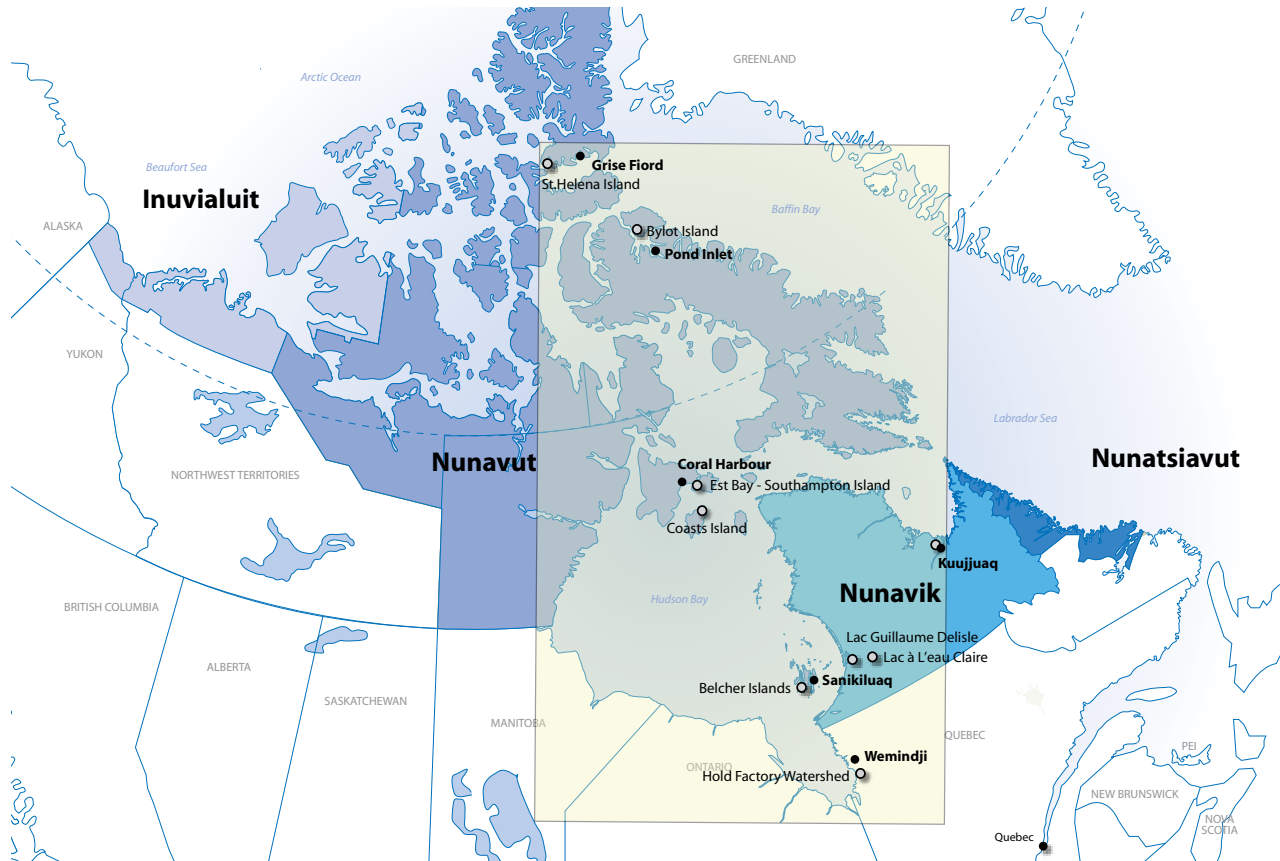 GREENLAND
Arctic Ocean
Beaufort Sea
Grise Fiord
St.Helena Island
Inuvialuit
Baffin Bay
ALASKA
Bylot Island
Pond Inlet
YUKON
Labrador Sea
Nunavut
Coral Harbour
Nunatsiavut
NORTHWEST TERRITORIES
Est Bay - Southampton Island
Coasts Island
Kuujjuaq
Nunavik
Hudson Bay
BRITISH COLUMBIA
Lac Guillaume Delisle
Lac à L'eau Claire
ALBERTA
Sanikiluaq
Belcher Islands
SASKATCHEWAN
MANITOBA
QUEBEC
PEI
Wemindji
ONTARIO
Hold Factory Watershed
NEW BRUNSWICK
NOVA
SCOTIA
Quebec